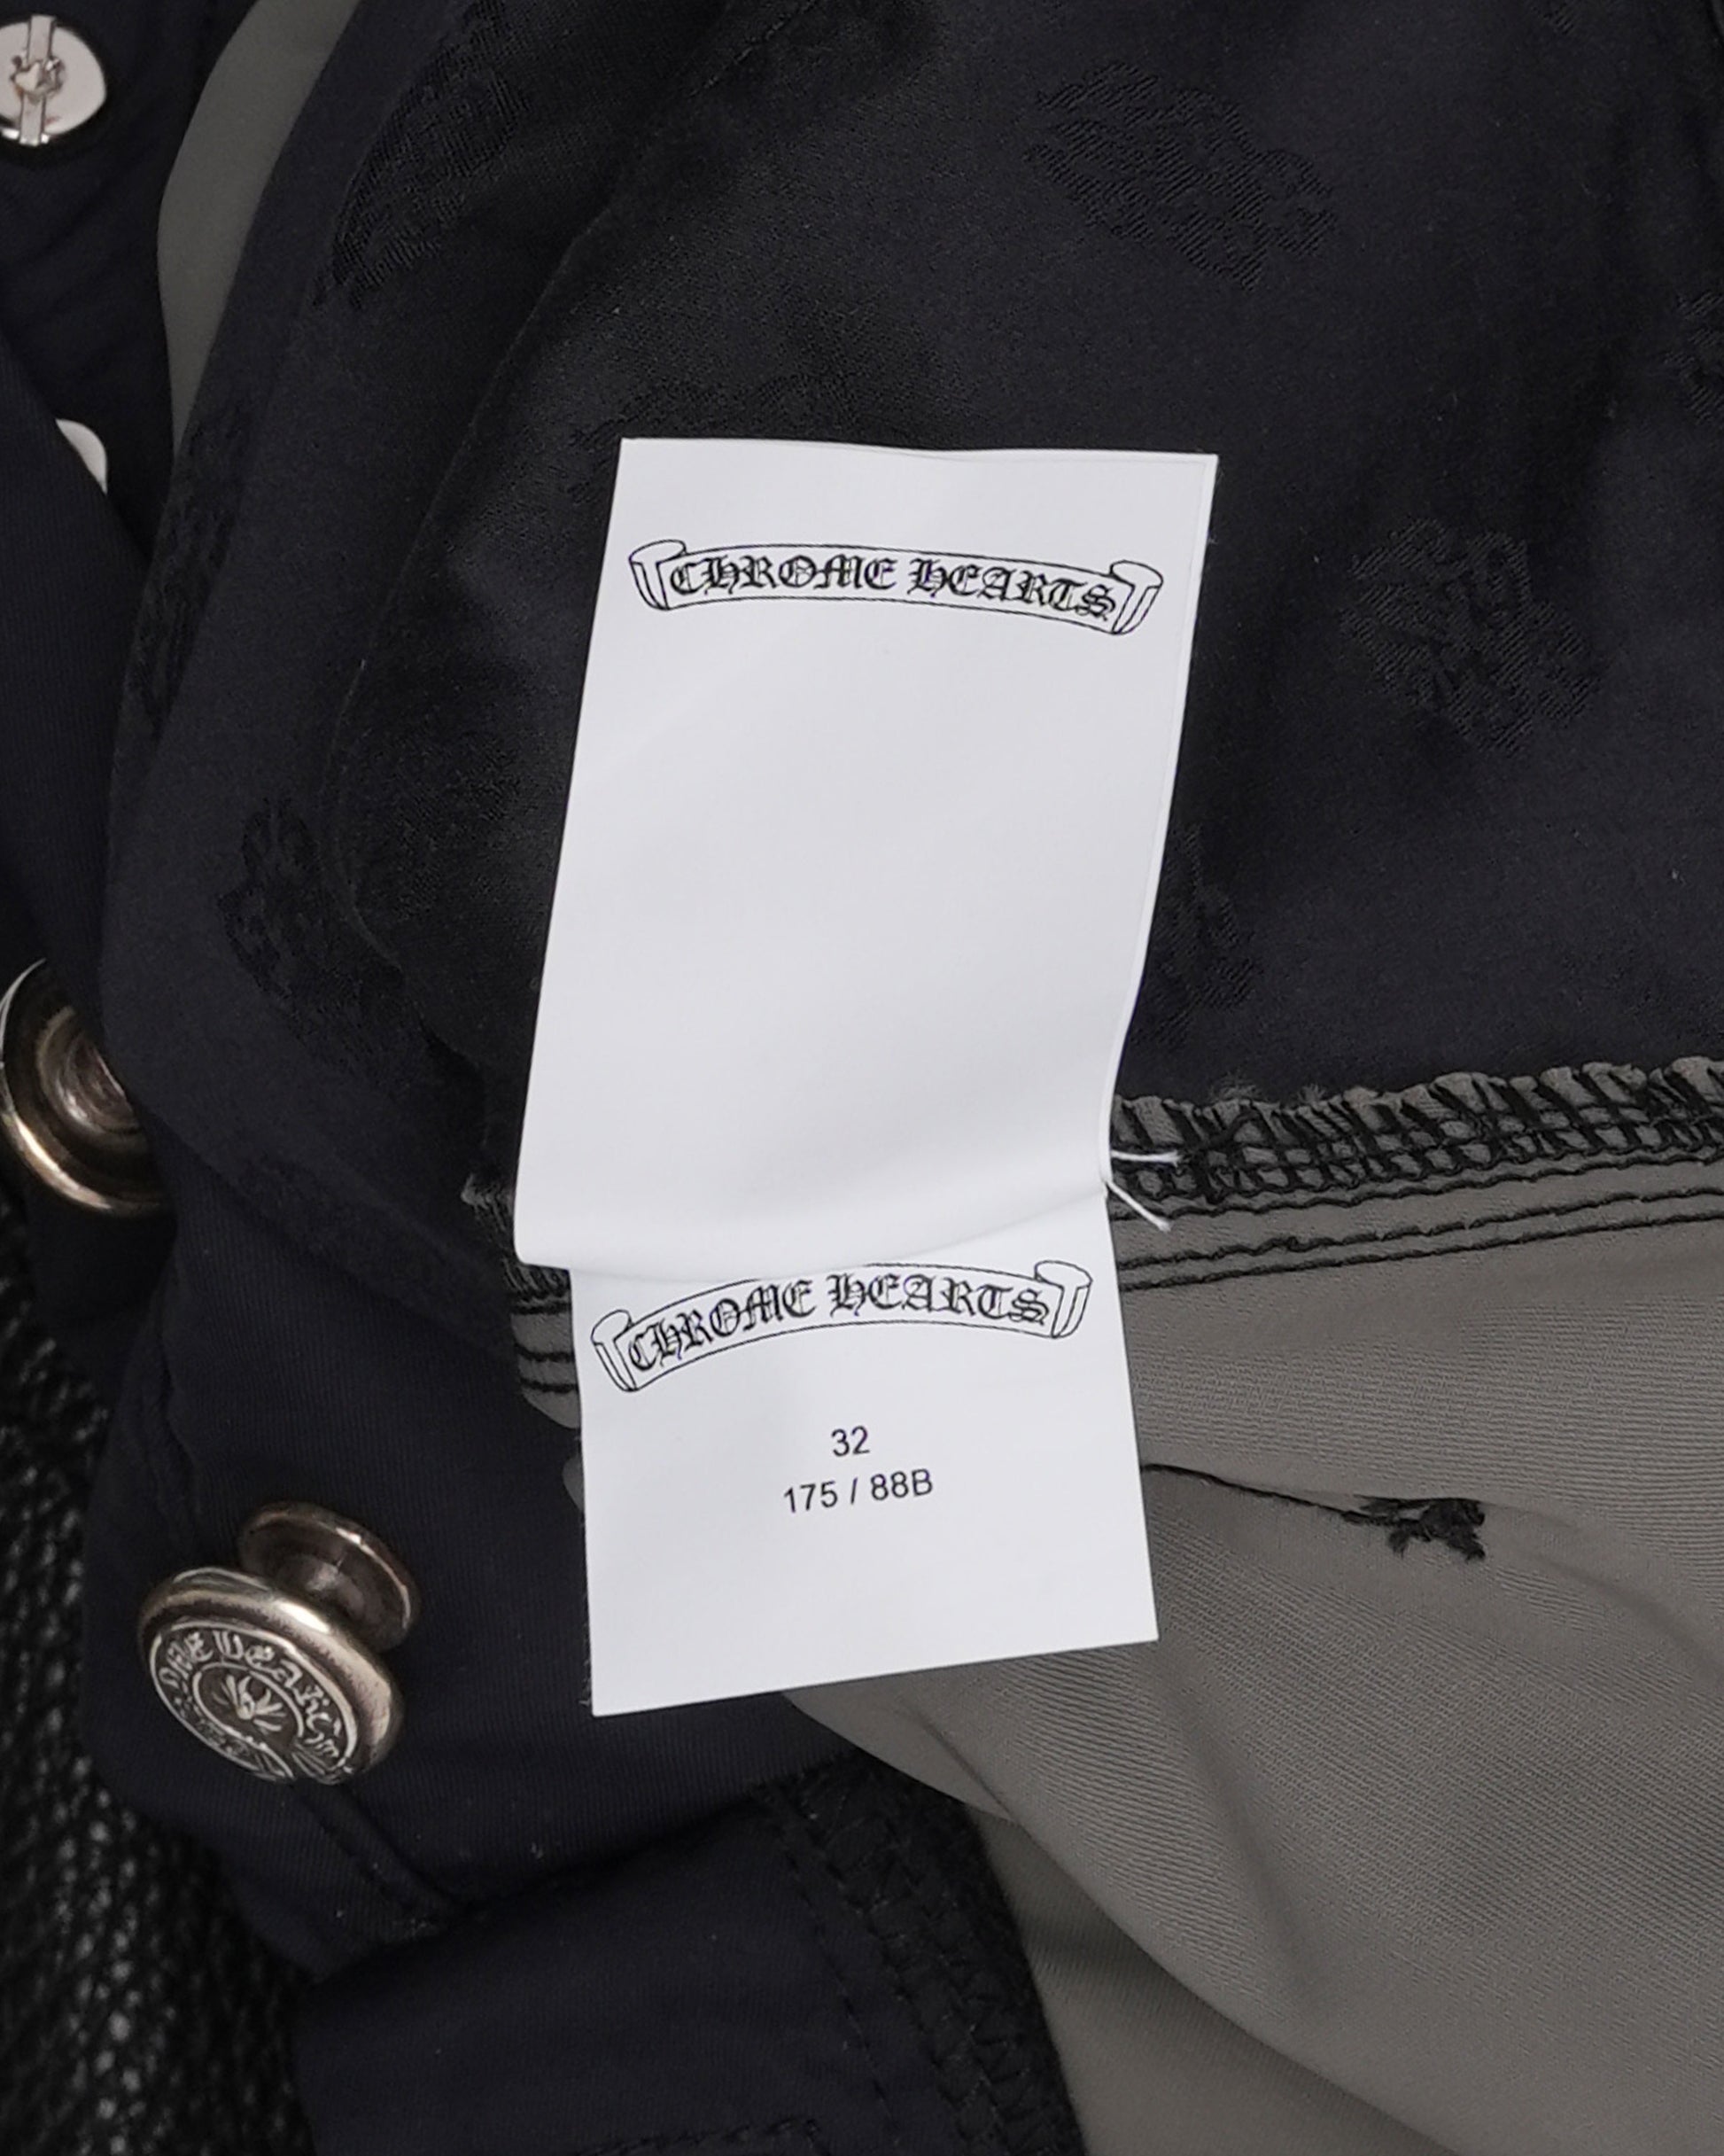 CHROME HEARTS
CHROME HEARTS
32
175 / 88B